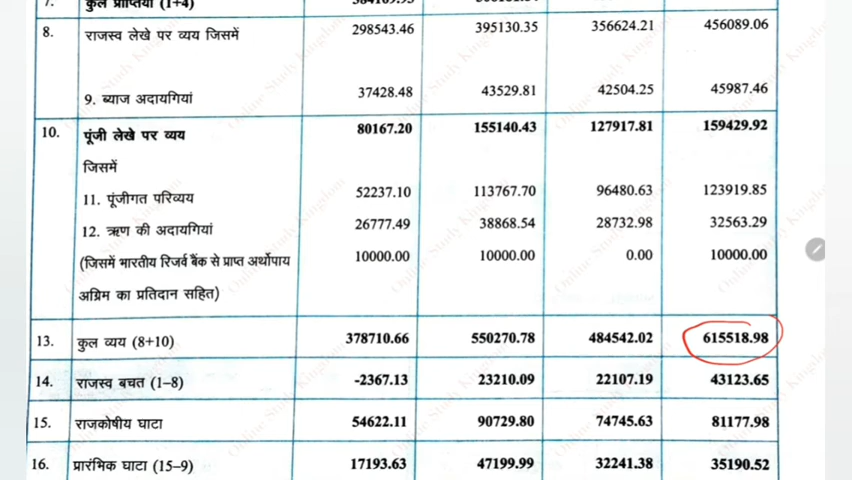 7. कुल प्राप्तियां (1+4)
8. राजस्व लेखे पर व्यय जिसमें 298543.46 395130.35 356624.21 456089.06
9. ब्याज अदायगियां 37428.48 43529.81 42504.25 45987.46
10. पूंजी लेखे पर व्यय 80167.20 155140.43 127917.81 159429.92
जिसमें
11. पूंजीगत परिव्यय 52237.10 113767.70 96480.63 123919.85
12. ऋण की अदायगियां 26777.49 38868.54 28732.98 32563.29
(जिसमें भारतीय रिजर्व बैंक से प्राप्त अर्थोपाय 10000.00 10000.00 0.00 10000.00
अग्रिम का प्रतिदान सहित)
13. कुल व्यय (8+10) 378710.66 550270.78 484542.02 615518.98
14. राजस्व बचत (1–8) -2367.13 23210.09 22107.19 43123.65
15. राजकोषीय घाटा 54622.11 90729.80 74745.63 81177.98
16. प्रारंभिक घाटा (15–9) 17193.63 47199.99 32241.38 35190.52
Online Study Kingdom